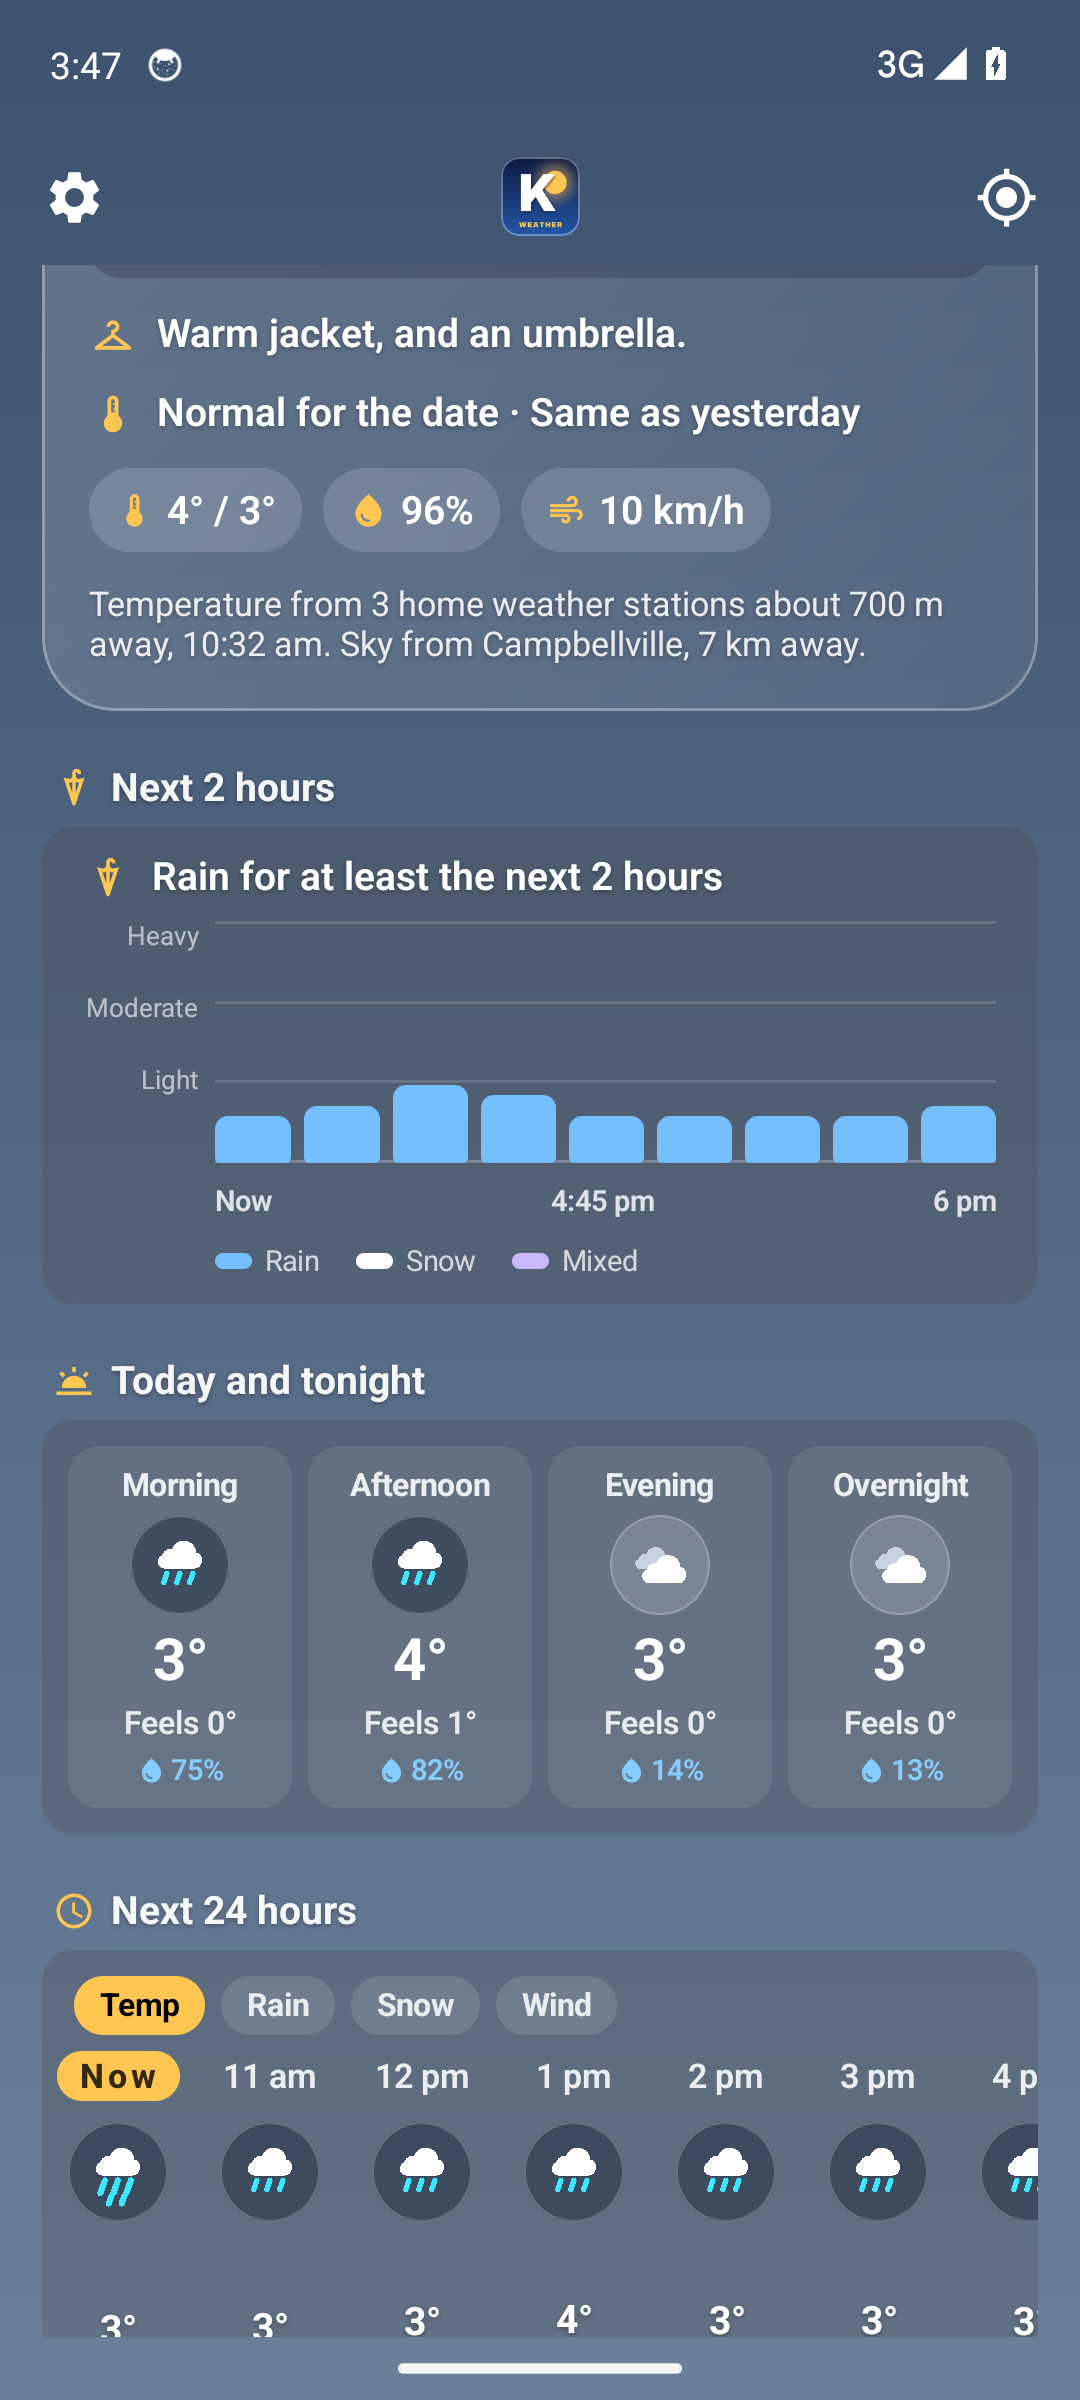 3:47
3G
K
WEATHER
Warm jacket, and an umbrella.
Normal for the date · Same as yesterday
4° / 3°
96%
10 km/h
Temperature from 3 home weather stations about 700 m
away, 10:32 am. Sky from Campbellville, 7 km away.
Next 2 hours
Rain for at least the next 2 hours
Heavy
Moderate
Light
Now
4:45 pm
6 pm
Rain
Snow
Mixed
Today and tonight
Morning
3°
Feels 0°
75%
Afternoon
4°
Feels 1°
82%
Evening
3°
Feels 0°
14%
Overnight
3°
Feels 0°
13%
Next 24 hours
Temp
Rain
Snow
Wind
Now
11 am
12 pm
1 pm
2 pm
3 pm
4 p
3°
3°
3°
4°
3°
3°
3°